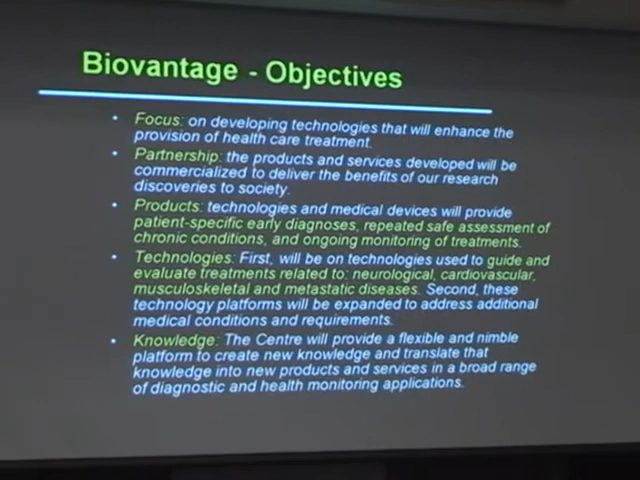 Biovantage - Objectives
• Focus: on developing technologies that will enhance the
provision of health care treatment.
• Partnership: the products and services developed will be
commercialized to deliver the benefits of our research
discoveries to society.
• Products: technologies and medical devices will provide
patient-specific early diagnoses, repeated safe assessment of
chronic conditions, and ongoing monitoring of treatments.
• Technologies: First, will be on technologies used to guide and
evaluate treatments related to: neurological, cardiovascular,
musculoskeletal and metastatic diseases. Second, these
technology platforms will be expanded to address additional
medical conditions and requirements.
• Knowledge: The Centre will provide a flexible and nimble
platform to create new knowledge and translate that
knowledge into new products and services in a broad range
of diagnostic and health monitoring applications.